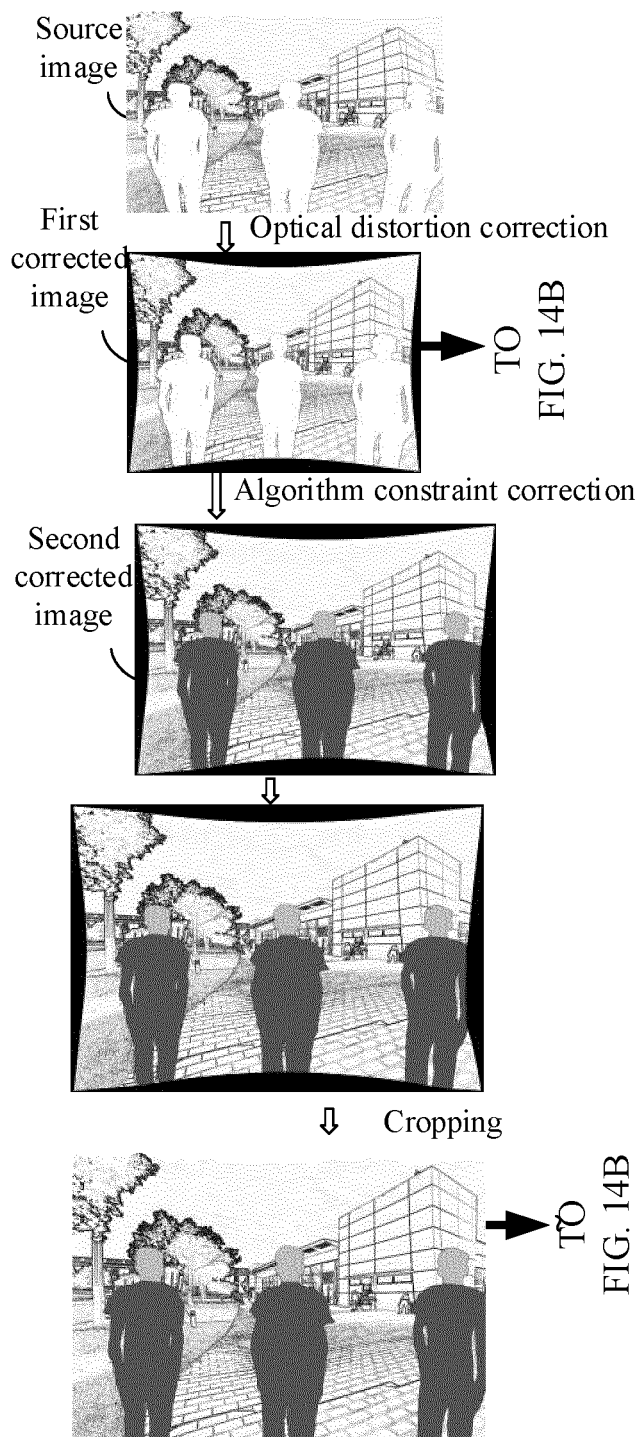 Source
image
Optical distortion correction
First
corrected
image
TO
FIG. 14B
Algorithm constraint correction
Second
corrected
image
Cropping
TO
FIG. 14B